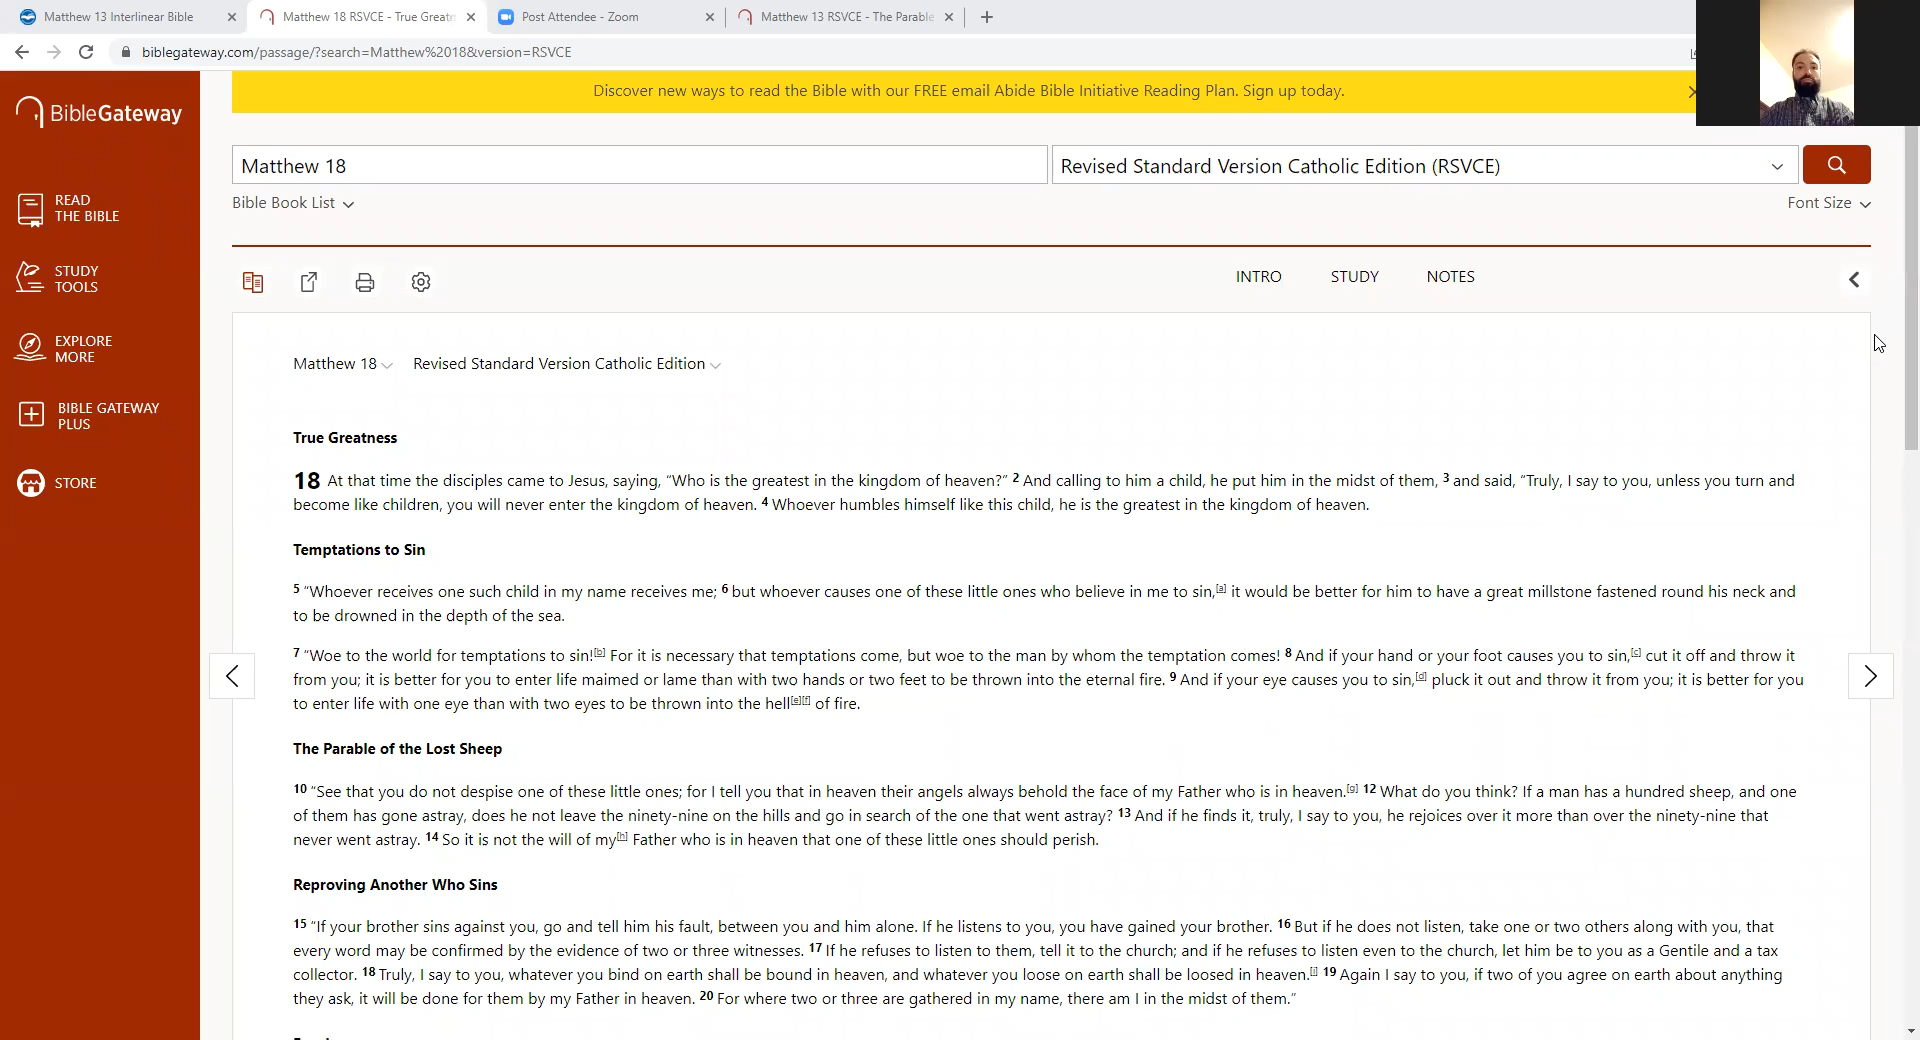 Matthew 13 Interlinear Bible
Matthew 18 RSVCE - True Greatn
Post Attendee - Zoom
Matthew 13 RSVCE - The Parable
biblegateway.com/passage/?search=Matthew%2018&version=RSVCE
Discover new ways to read the Bible with our FREE email Abide Bible Initiative Reading Plan. Sign up today.
BibleGateway
READ
THE BIBLE
STUDY
TOOLS
EXPLORE
MORE
BIBLE GATEWAY
PLUS
STORE
Matthew 18
Revised Standard Version Catholic Edition (RSVCE)
Bible Book List
Font Size
INTRO
STUDY
NOTES
Matthew 18 Revised Standard Version Catholic Edition
True Greatness
18 At that time the disciples came to Jesus, saying, “Who is the greatest in the kingdom of heaven?” 2 And calling to him a child, he put him in the midst of them, 3 and said, “Truly, I say to you, unless you turn and
become like children, you will never enter the kingdom of heaven. 4 Whoever humbles himself like this child, he is the greatest in the kingdom of heaven.
Temptations to Sin
5 “Whoever receives one such child in my name receives me; 6 but whoever causes one of these little ones who believe in me to sin,[a] it would be better for him to have a great millstone fastened round his neck and
to be drowned in the depth of the sea.
7 “Woe to the world for temptations to sin![b] For it is necessary that temptations come, but woe to the man by whom the temptation comes! 8 And if your hand or your foot causes you to sin,[c] cut it off and throw it
from you; it is better for you to enter life maimed or lame than with two hands or two feet to be thrown into the eternal fire. 9 And if your eye causes you to sin,[d] pluck it out and throw it from you; it is better for you
to enter life with one eye than with two eyes to be thrown into the hell[e][f] of fire.
The Parable of the Lost Sheep
10 “See that you do not despise one of these little ones; for I tell you that in heaven their angels always behold the face of my Father who is in heaven.[g] 12 What do you think? If a man has a hundred sheep, and one
of them has gone astray, does he not leave the ninety-nine on the hills and go in search of the one that went astray? 13 And if he finds it, truly, I say to you, he rejoices over it more than over the ninety-nine that
never went astray. 14 So it is not the will of my[h] Father who is in heaven that one of these little ones should perish.
Reproving Another Who Sins
15 “If your brother sins against you, go and tell him his fault, between you and him alone. If he listens to you, you have gained your brother. 16 But if he does not listen, take one or two others along with you, that
every word may be confirmed by the evidence of two or three witnesses. 17 If he refuses to listen to them, tell it to the church; and if he refuses to listen even to the church, let him be to you as a Gentile and a tax
collector. 18 Truly, I say to you, whatever you bind on earth shall be bound in heaven, and whatever you loose on earth shall be loosed in heaven.[i] 19 Again I say to you, if two of you agree on earth about anything
they ask, it will be done for them by my Father in heaven. 20 For where two or three are gathered in my name, there am I in the midst of them.”